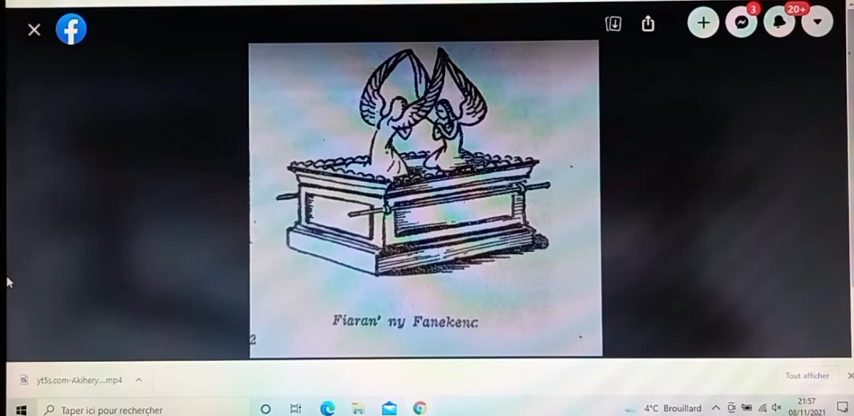 f
3
20+
Fiaran' ny Fanekena
2
yt5s.com-Akihery....mp4
Tout afficher
Taper ici pour rechercher
4°C Brouillard
21:57
08/11/2021